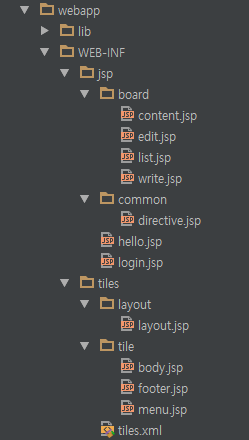 webapp
lib
WEB-INF
jsp
board
content.jsp
edit.jsp
list.jsp
write.jsp
common
directive.jsp
hello.jsp
login.jsp
tiles
layout
layout.jsp
tile
body.jsp
footer.jsp
menu.jsp
tiles.xml